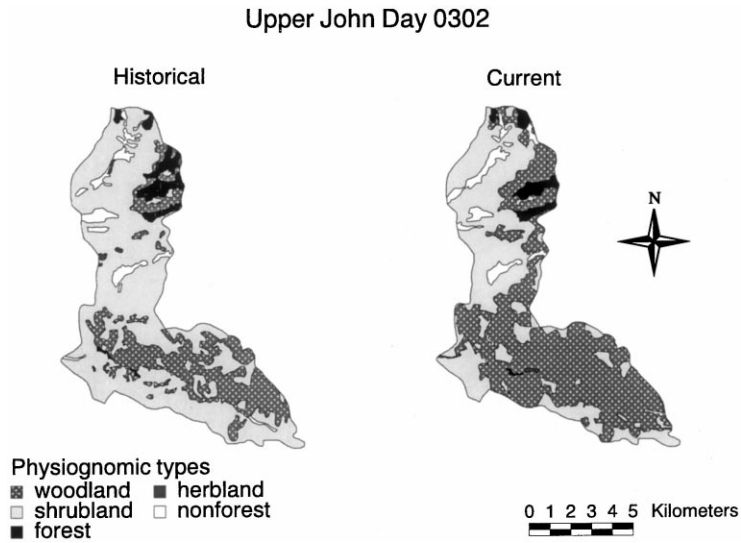 Upper John Day 0302
Historical
Current
N
Physiognomic types
woodland
herbland
shrubland
nonforest
forest
0 1 2 3 4 5 Kilometers